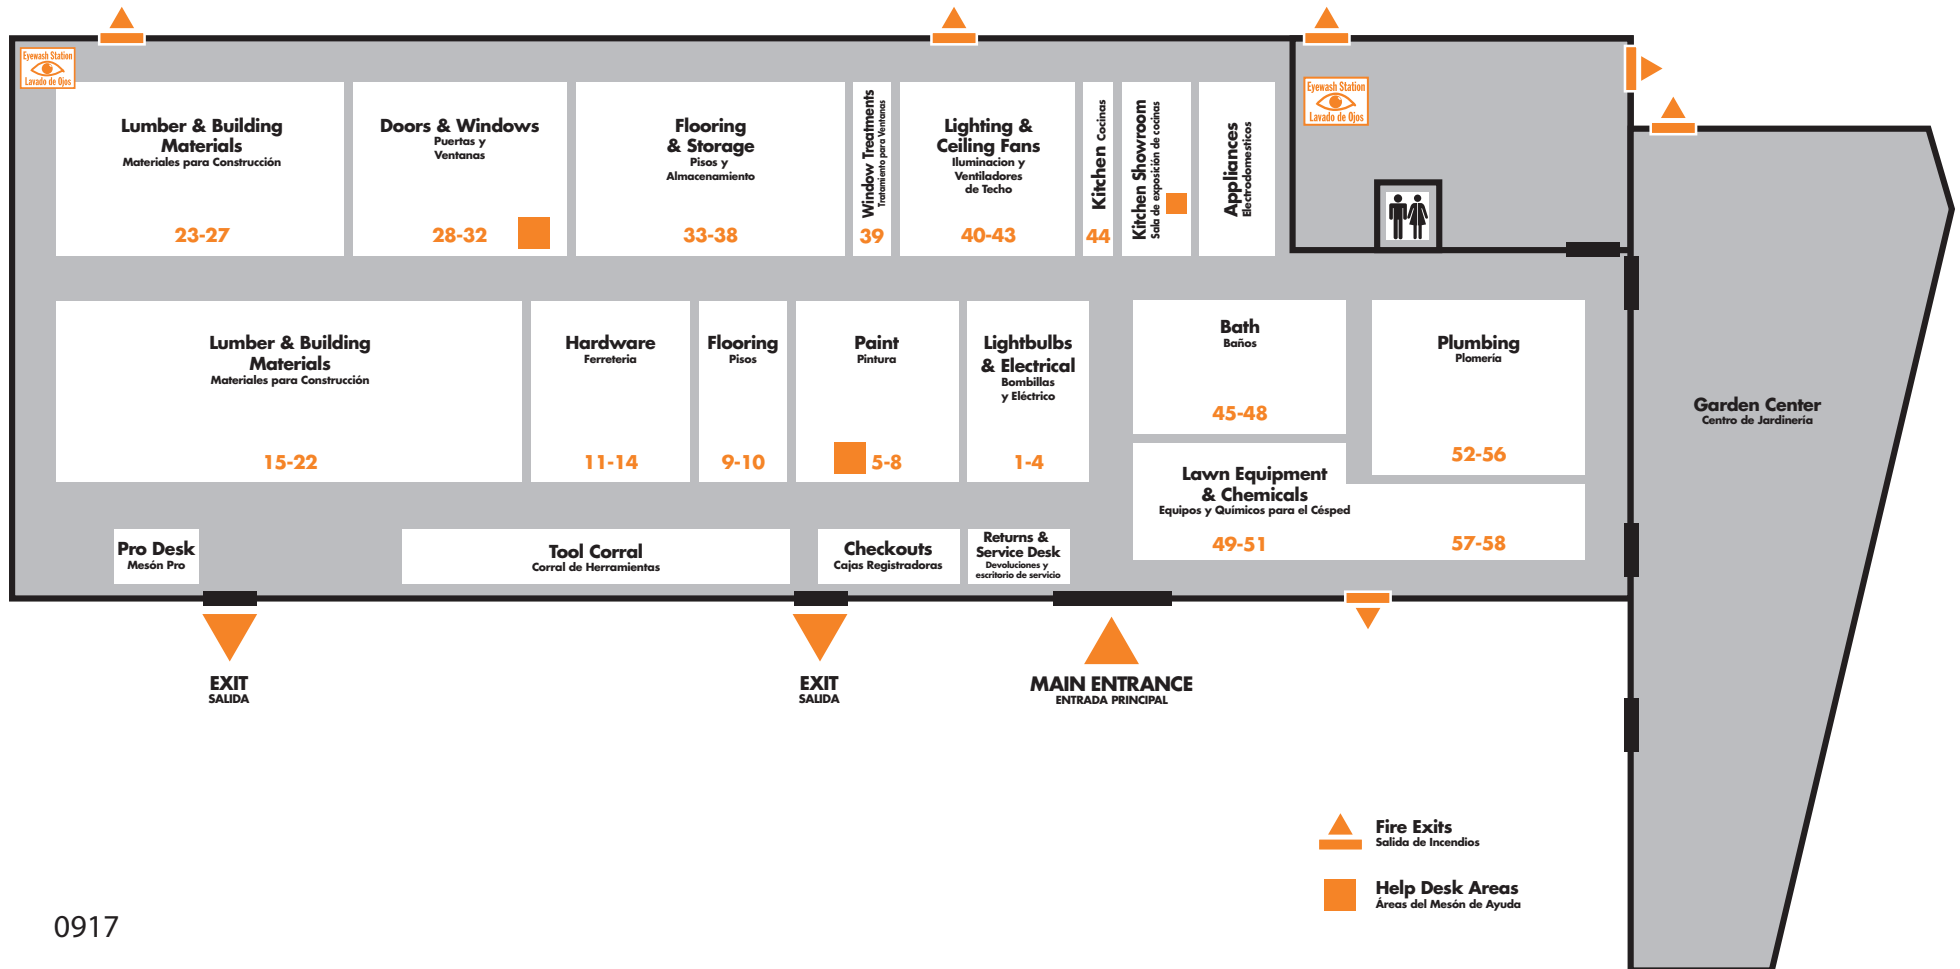 Eyewash Station
Lavado de Ojos
Lumber & Building
Materials
Materiales para Construcción
23-27
Doors & Windows
Puertas y
Ventanas
28-32
Flooring
& Storage
Pisos y
Almacenamiento
33-38
Window Treatments
Tratamiento para Ventanas
39
Lighting &
Ceiling Fans
Iluminacion y
Ventiladores
de Techo
40-43
Kitchen Cocinas
44
Kitchen Showroom
Sala de exposición de cocinas
Appliances
Electrodomesticos
Eyewash Station
Lavado de Ojos
Lumber & Building
Materials
Materiales para Construcción
15-22
Hardware
Ferreteria
11-14
Flooring
Pisos
9-10
Paint
Pintura
5-8
Lightbulbs
& Electrical
Bombillas
y Eléctrico
1-4
Bath
Baños
45-48
Plumbing
Plomería
52-56
Lawn Equipment
& Chemicals
Equipos y Químicos para el Césped
49-51
57-58
Garden Center
Centro de Jardinería
Pro Desk
Mesón Pro
Tool Corral
Corral de Herramientas
Checkouts
Cajas Registradoras
Returns &
Service Desk
Devoluciones y
escritorio de servicio
EXIT
SALIDA
EXIT
SALIDA
MAIN ENTRANCE
ENTRADA PRINCIPAL
Fire Exits
Salida de Incendios
Help Desk Areas
Áreas del Mesón de Ayuda
0917